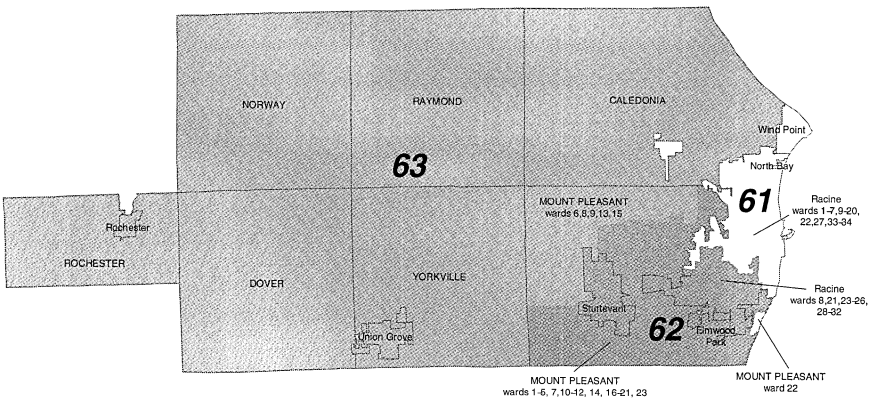 NORWAY
RAYMOND
CALEDONIA
Wind Point
63
North Bay
61
MOUNT PLEASANT
wards 6,8,9,13,15
Racine
wards 1-7,9-20,
22,27,33-34
Rochester
ROCHESTER
DOVER
YORKVILLE
Racine
wards 8,21,23-26,
28-32
Sturtevant
62
Elmwood
Park
Union Grove
MOUNT PLEASANT
wards 1-5, 7,10-12, 14, 16-21, 23
MOUNT PLEASANT
ward 22